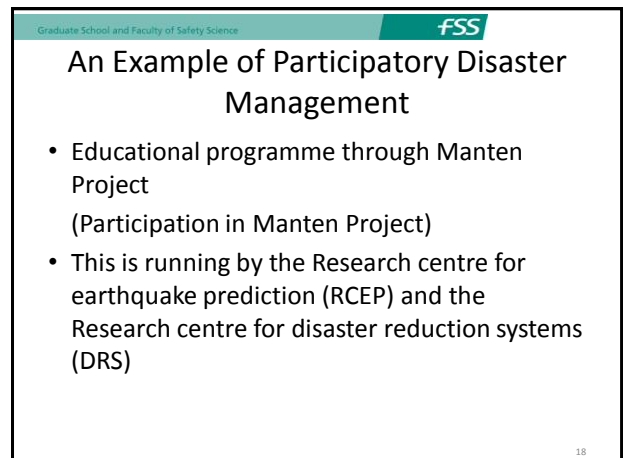 Graduate School and Faculty of Safety Science
FSS
An Example of Participatory Disaster
Management
• Educational programme through Manten
Project
(Participation in Manten Project)
• This is running by the Research centre for
earthquake prediction (RCEP) and the
Research centre for disaster reduction systems
(DRS)
18